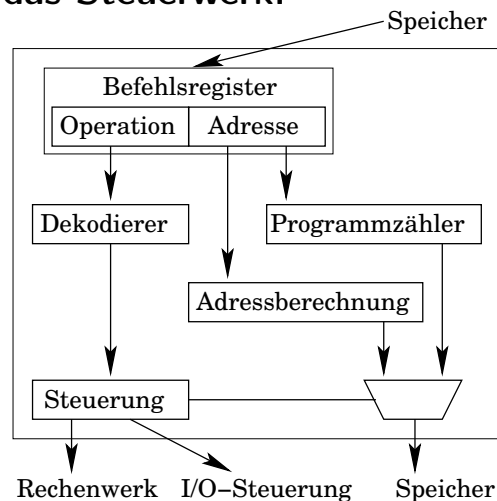 das Steuerwerk:
Speicher
Befehlsregister
Operation Adresse
Dekodierer Programmzähler
Adressberechnung
Steuerung
Rechenwerk I/O−Steuerung Speicher